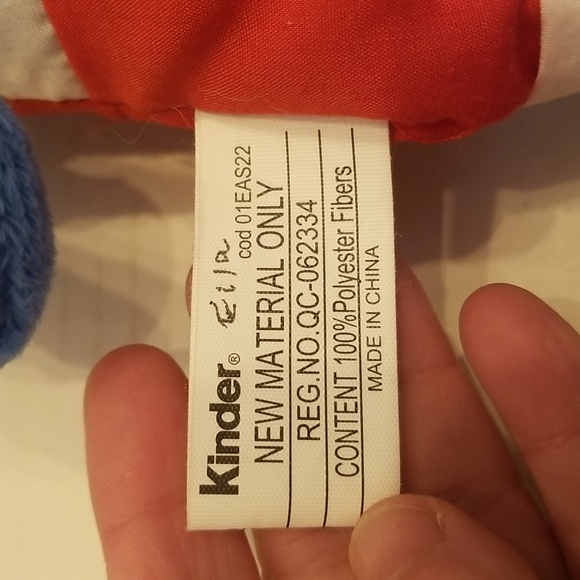 Kinder®
cod 01EAS22
NEW MATERIAL ONLY
REG.NO.QC-062334
CONTENT 100%Polyester Fibers
MADE IN CHINA